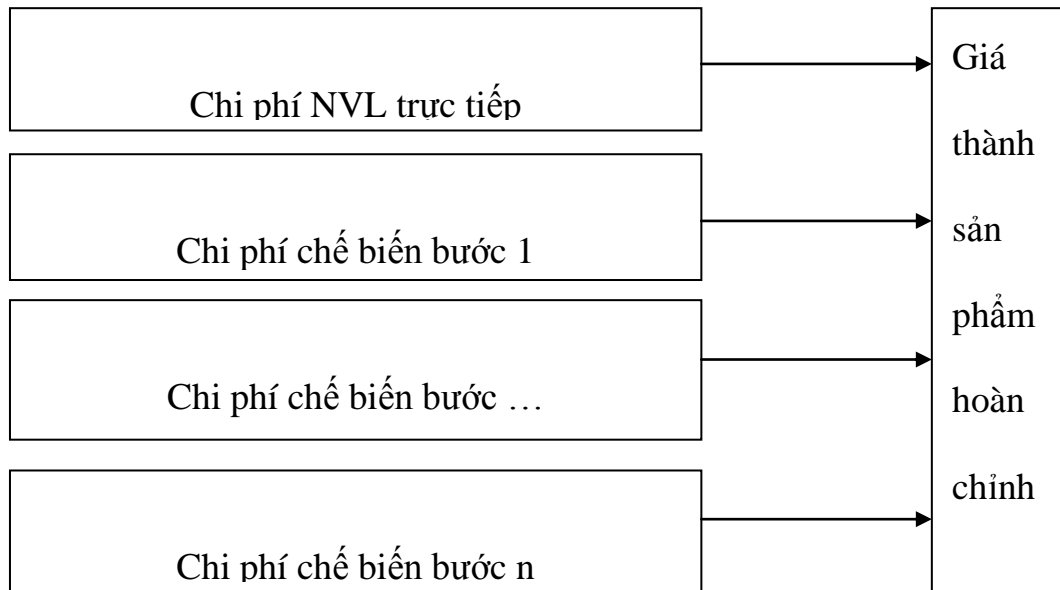 Chi phí NVL trực tiếp
Chi phí chế biến bước 1
Chi phí chế biến bước …
Chi phí chế biến bước n
Giá
thành
sản
phẩm
hoàn
chỉnh